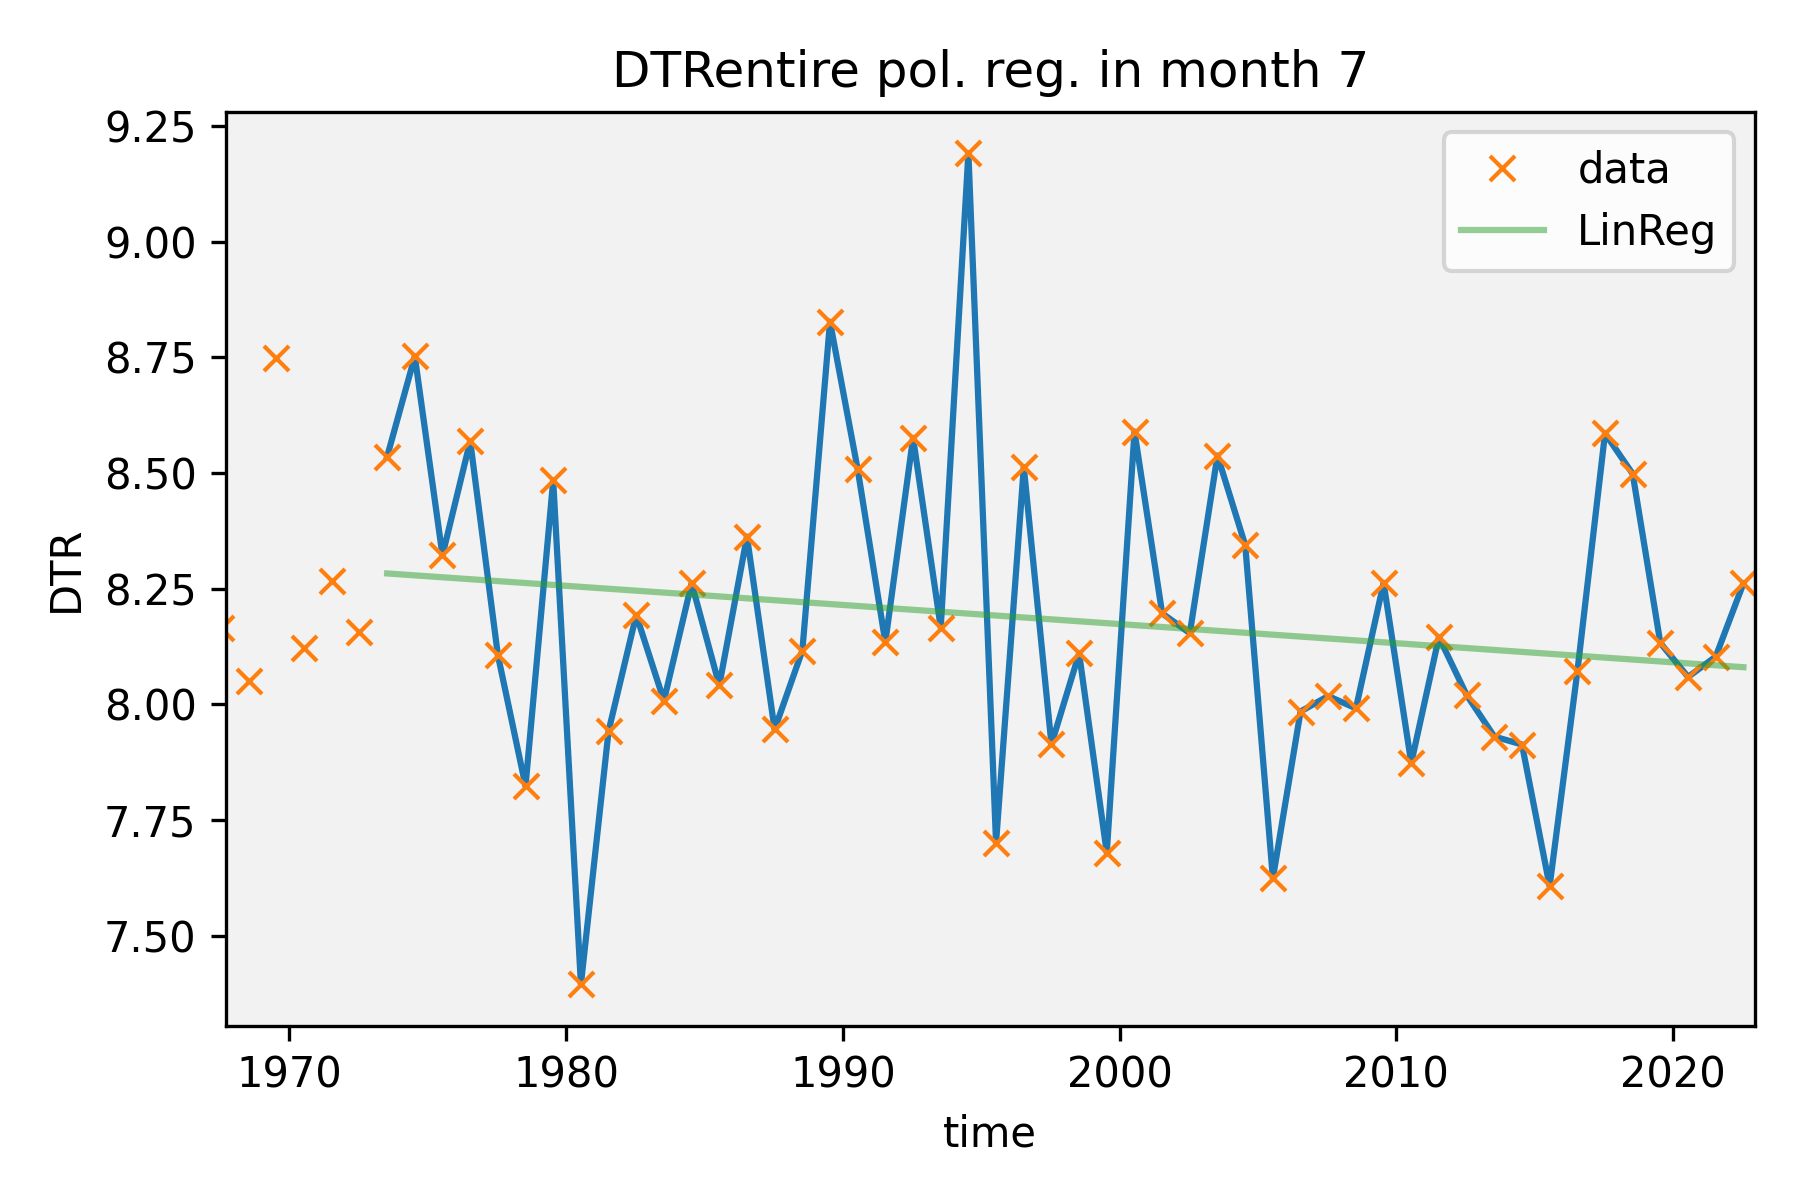 DTRentire pol. reg. in month 7
9.25
9.00
8.75
8.50
8.25
8.00
7.75
7.50
DTR
data
LinReg
1970 1980 1990 2000 2010 2020
time